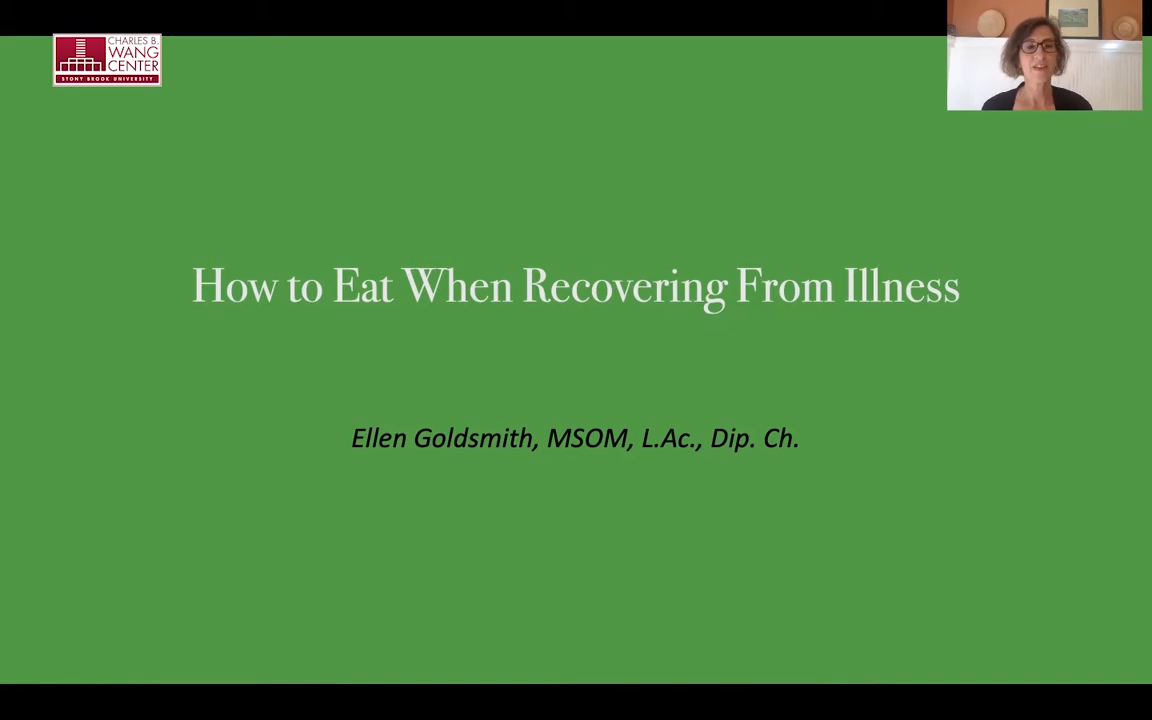 CHARLES B.
WANG
CENTER
STONY BROOK UNIVERSITY
How to Eat When Recovering From Illness
Ellen Goldsmith, MSOM, L.Ac., Dip. Ch.